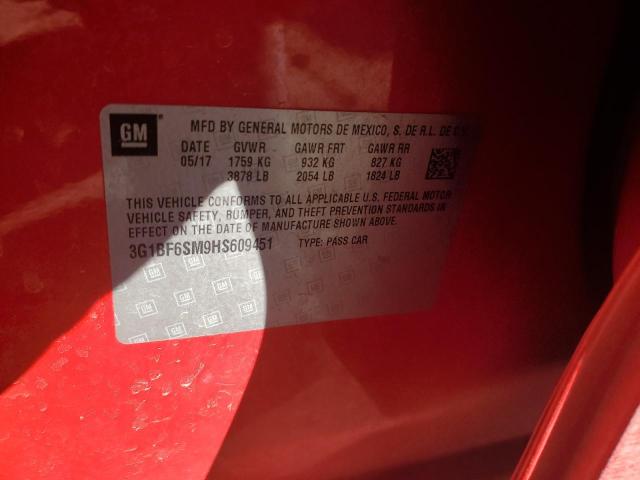 GM
MFD BY GENERAL MOTORS DE MEXICO, S. DE R.L. DE C.V.
DATE GVWR GAWR FRT GAWR RR
05/17 1759 KG 932 KG 827 KG
3878 LB 2054 LB 1824 LB
THIS VEHICLE CONFORMS TO ALL APPLICABLE U.S. FEDERAL MOTOR
VEHICLE SAFETY, BUMPER, AND THEFT PREVENTION STANDARDS IN
EFFECT ON THE DATE OF MANUFACTURE SHOWN ABOVE.
3G1BF6SM9HS609451 TYPE: PASS CAR